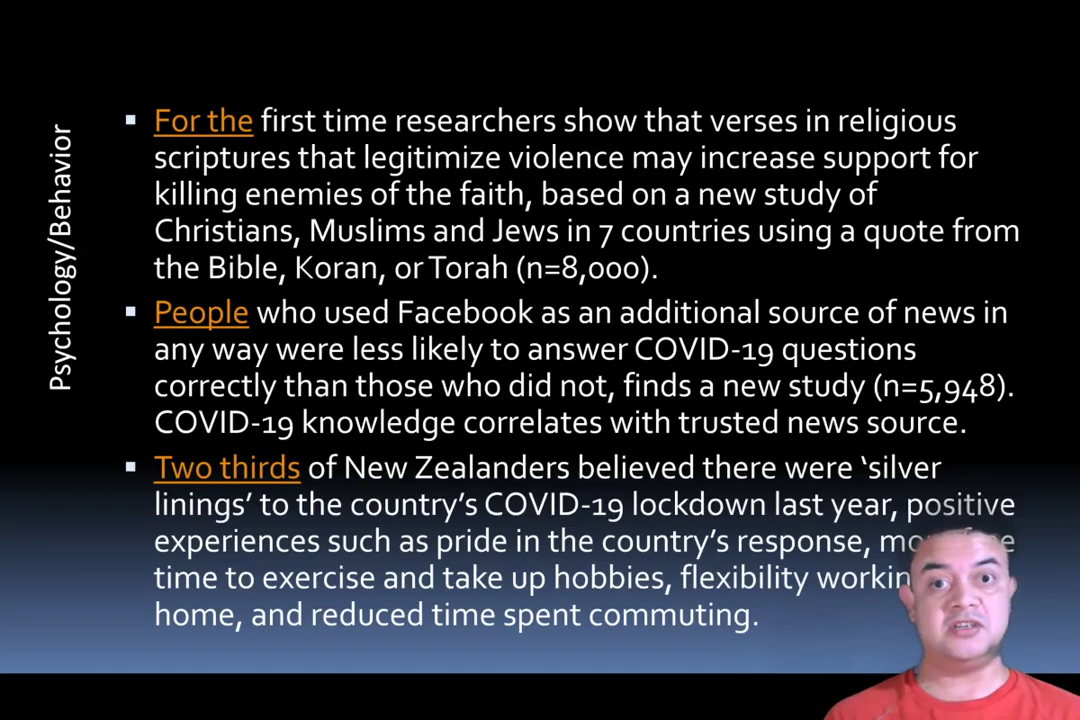 Psychology/Behavior
For the first time researchers show that verses in religious
scriptures that legitimize violence may increase support for
killing enemies of the faith, based on a new study of
Christians, Muslims and Jews in 7 countries using a quote from
the Bible, Koran, or Torah (n=8,000).
People who used Facebook as an additional source of news in
any way were less likely to answer COVID-19 questions
correctly than those who did not, finds a new study (n=5,948).
COVID-19 knowledge correlates with trusted news source.
Two thirds of New Zealanders believed there were ‘silver
linings’ to the country’s COVID-19 lockdown last year, positive
experiences such as pride in the country’s response,
time to exercise and take up hobbies, flexibility
home, and reduced time spent commuting.